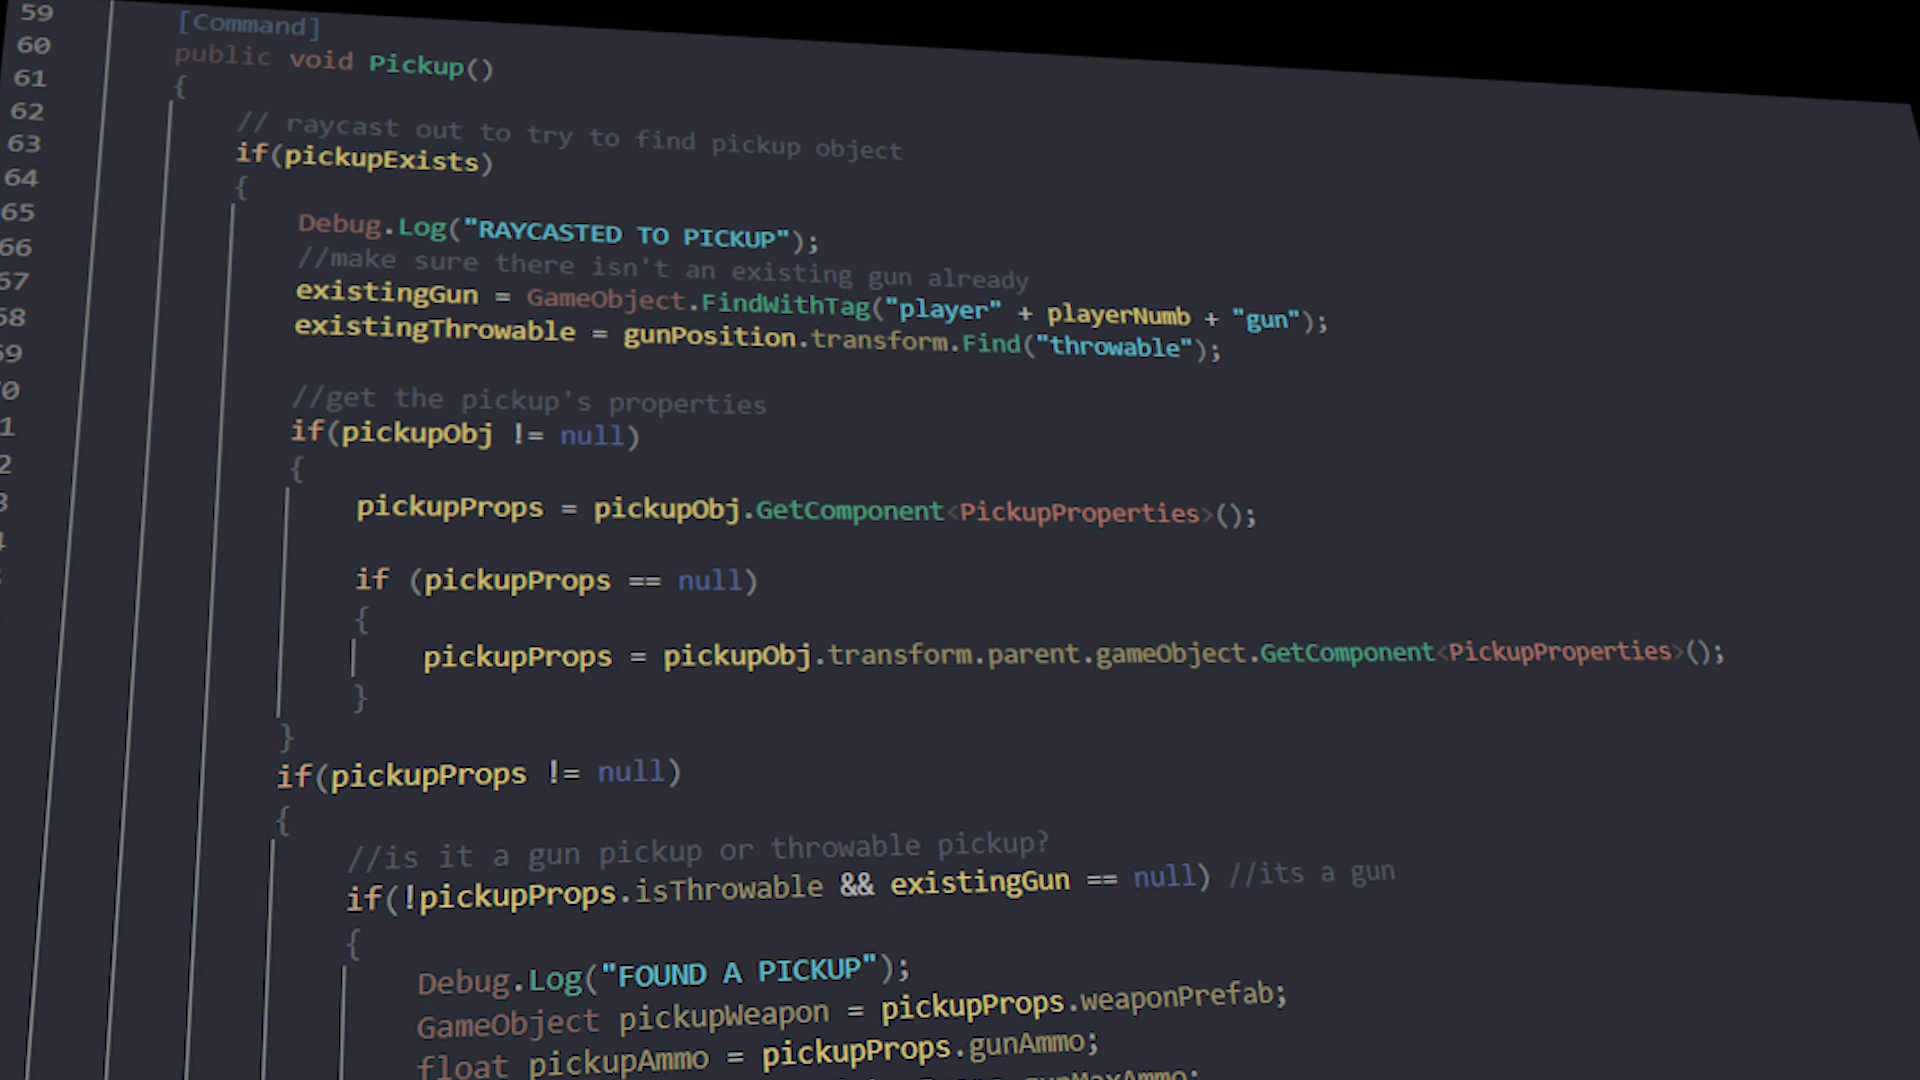 59 [Command]
60 public void Pickup()
61 {
62 // raycast out to try to find pickup object
63 if(pickupExists)
64 {
65 Debug.Log("RAYCASTED TO PICKUP");
66 //make sure there isn't an existing gun already
67 existingGun = GameObject.FindWithTag("player" + playerNumb + "gun");
68 existingThrowable = gunPosition.transform.Find("throwable");
69
70 //get the pickup's properties
if(pickupObj != null)
{
pickupProps = pickupObj.GetComponent<PickupProperties>();
if (pickupProps == null)
{
pickupProps = pickupObj.transform.parent.gameObject.GetComponent<PickupProperties>();
}
}
if(pickupProps != null)
{
//is it a gun pickup or throwable pickup?
if(!pickupProps.isThrowable && existingGun == null) //its a gun
{
Debug.Log("FOUND A PICKUP");
GameObject pickupWeapon = pickupProps.weaponPrefab;
float pickupAmmo = pickupProps.gunAmmo;